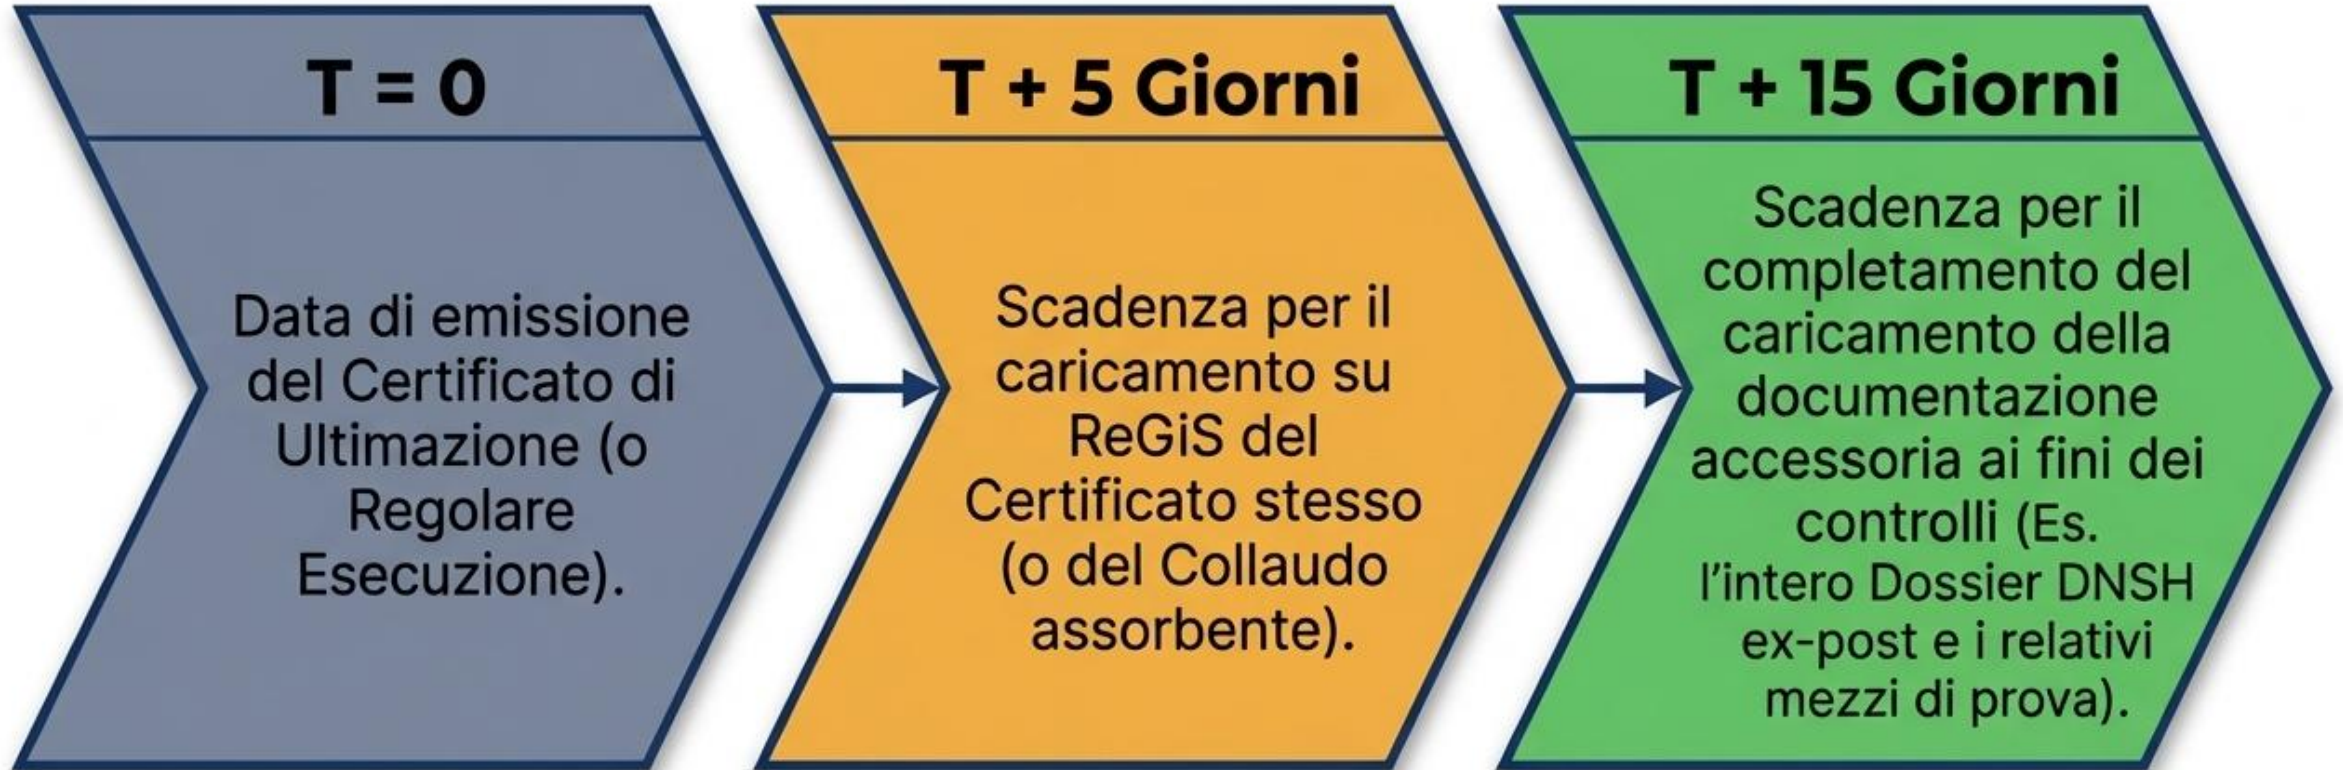 T = 0
Data di emissione
del Certificato di
Ultimazione (o
Regolare
Esecuzione).
T + 5 Giorni
Scadenza per il
caricamento su
ReGiS del
Certificato stesso
(o del Collaudo
assorbente).
T + 15 Giorni
Scadenza per il
completamento del
caricamento della
documentazione
accessoria ai fini dei
controlli (Es.
l'intero Dossier DNSH
ex-post e i relativi
mezzi di prova).